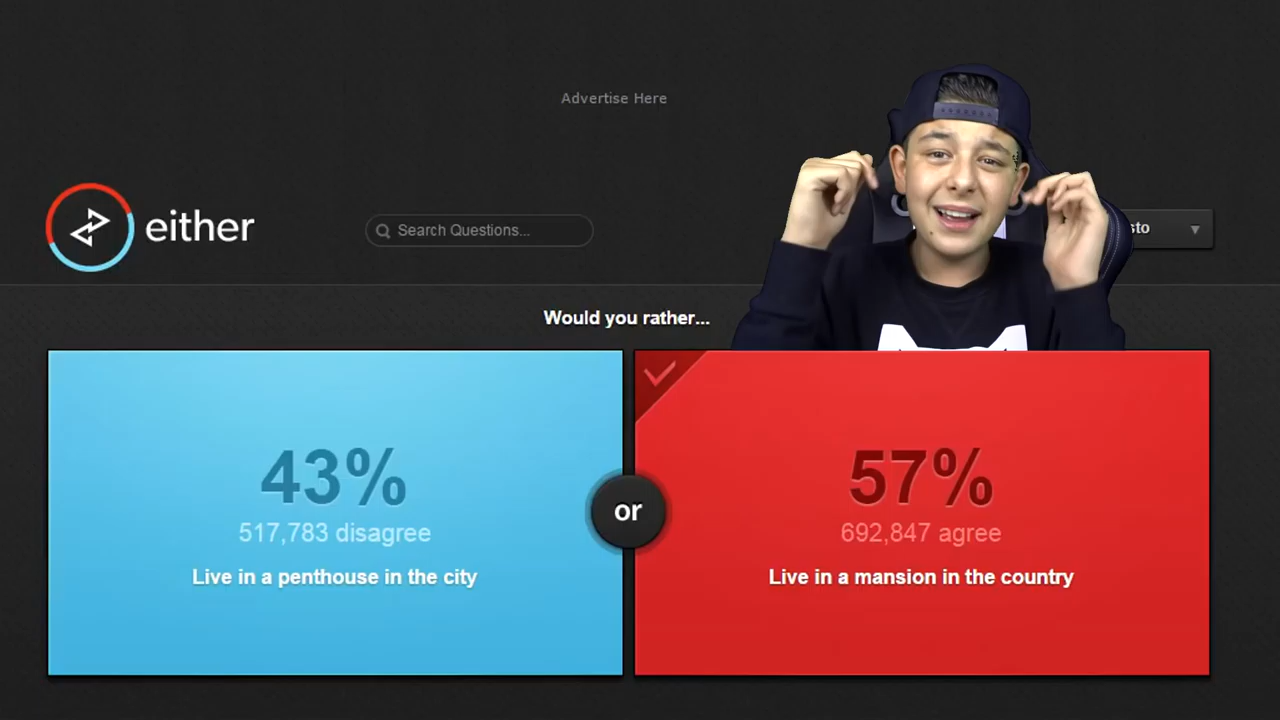 Advertise Here
either
Search Questions...
sto
Would you rather...
43%
517,783 disagree
Live in a penthouse in the city
or
57%
692,847 agree
Live in a mansion in the country